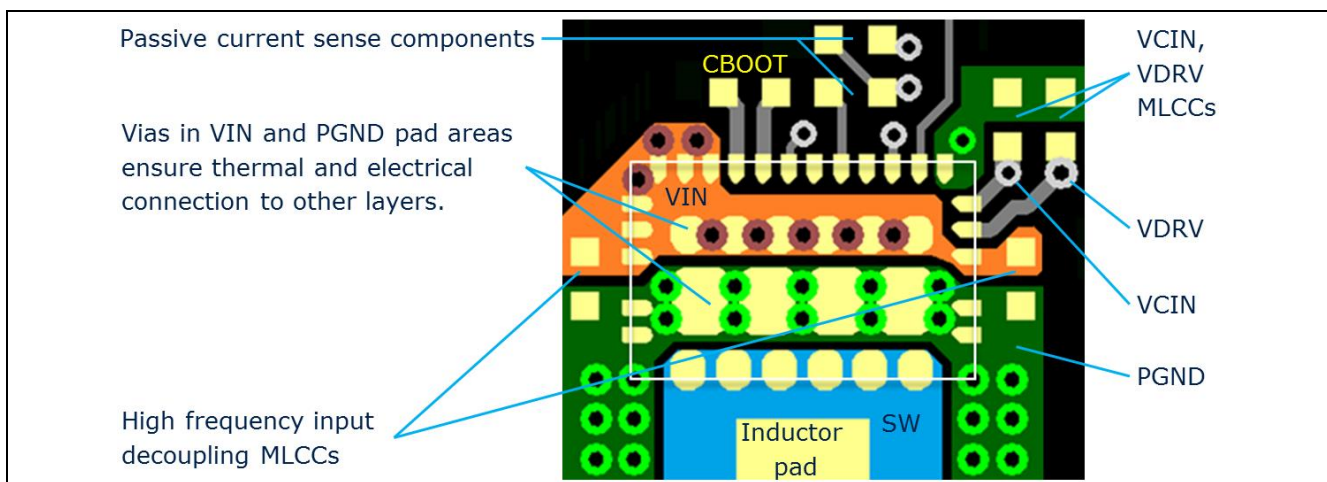 Passive current sense components
CBOOT
VCIN,
VDRV
MLCCs
Vias in VIN and PGND pad areas
ensure thermal and electrical
connection to other layers.
VIN
VDRV
VCIN
PGND
High frequency input
decoupling MLCCs
SW
Inductor
pad